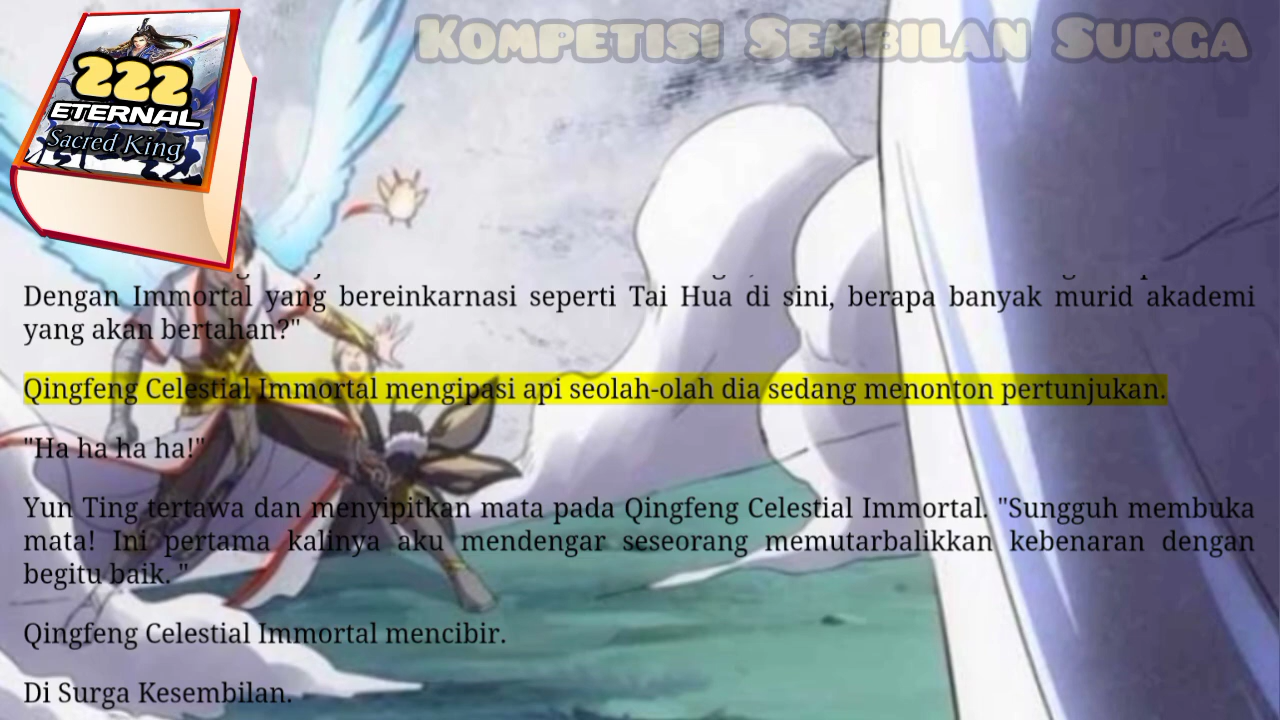 Kompetisi Sembilan Surga
222
ETERNAL
Sacred King
Dengan Immortal yang bereinkarnasi seperti Tai Hua di sini, berapa banyak murid akademi
yang akan bertahan?"
Qingfeng Celestial Immortal mengipasi api seolah-olah dia sedang menonton pertunjukan.
"Ha ha ha ha!"
Yun Ting tertawa dan menyipitkan mata pada Qingfeng Celestial Immortal. "Sungguh membuka
mata! Ini pertama kalinya aku mendengar seseorang memutarbalikkan kebenaran dengan
begitu baik. "
Qingfeng Celestial Immortal mencibir.
Di Surga Kesembilan.